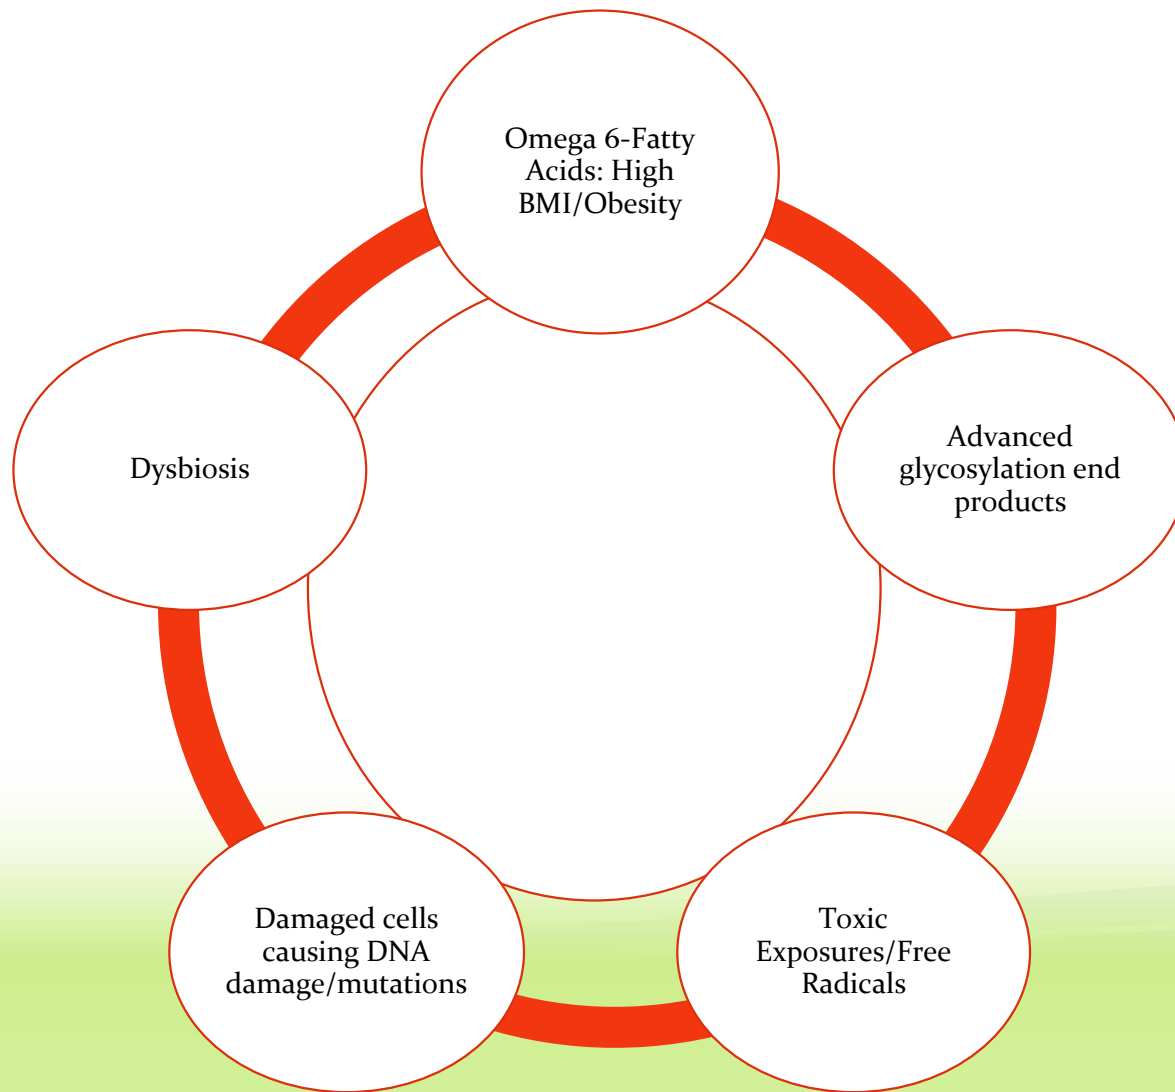 Omega 6-Fatty
Acids: High
BMI/Obesity
Advanced
glycosylation end
products
Toxic
Exposures/Free
Radicals
Damaged cells
causing DNA
damage/mutations
Dysbiosis